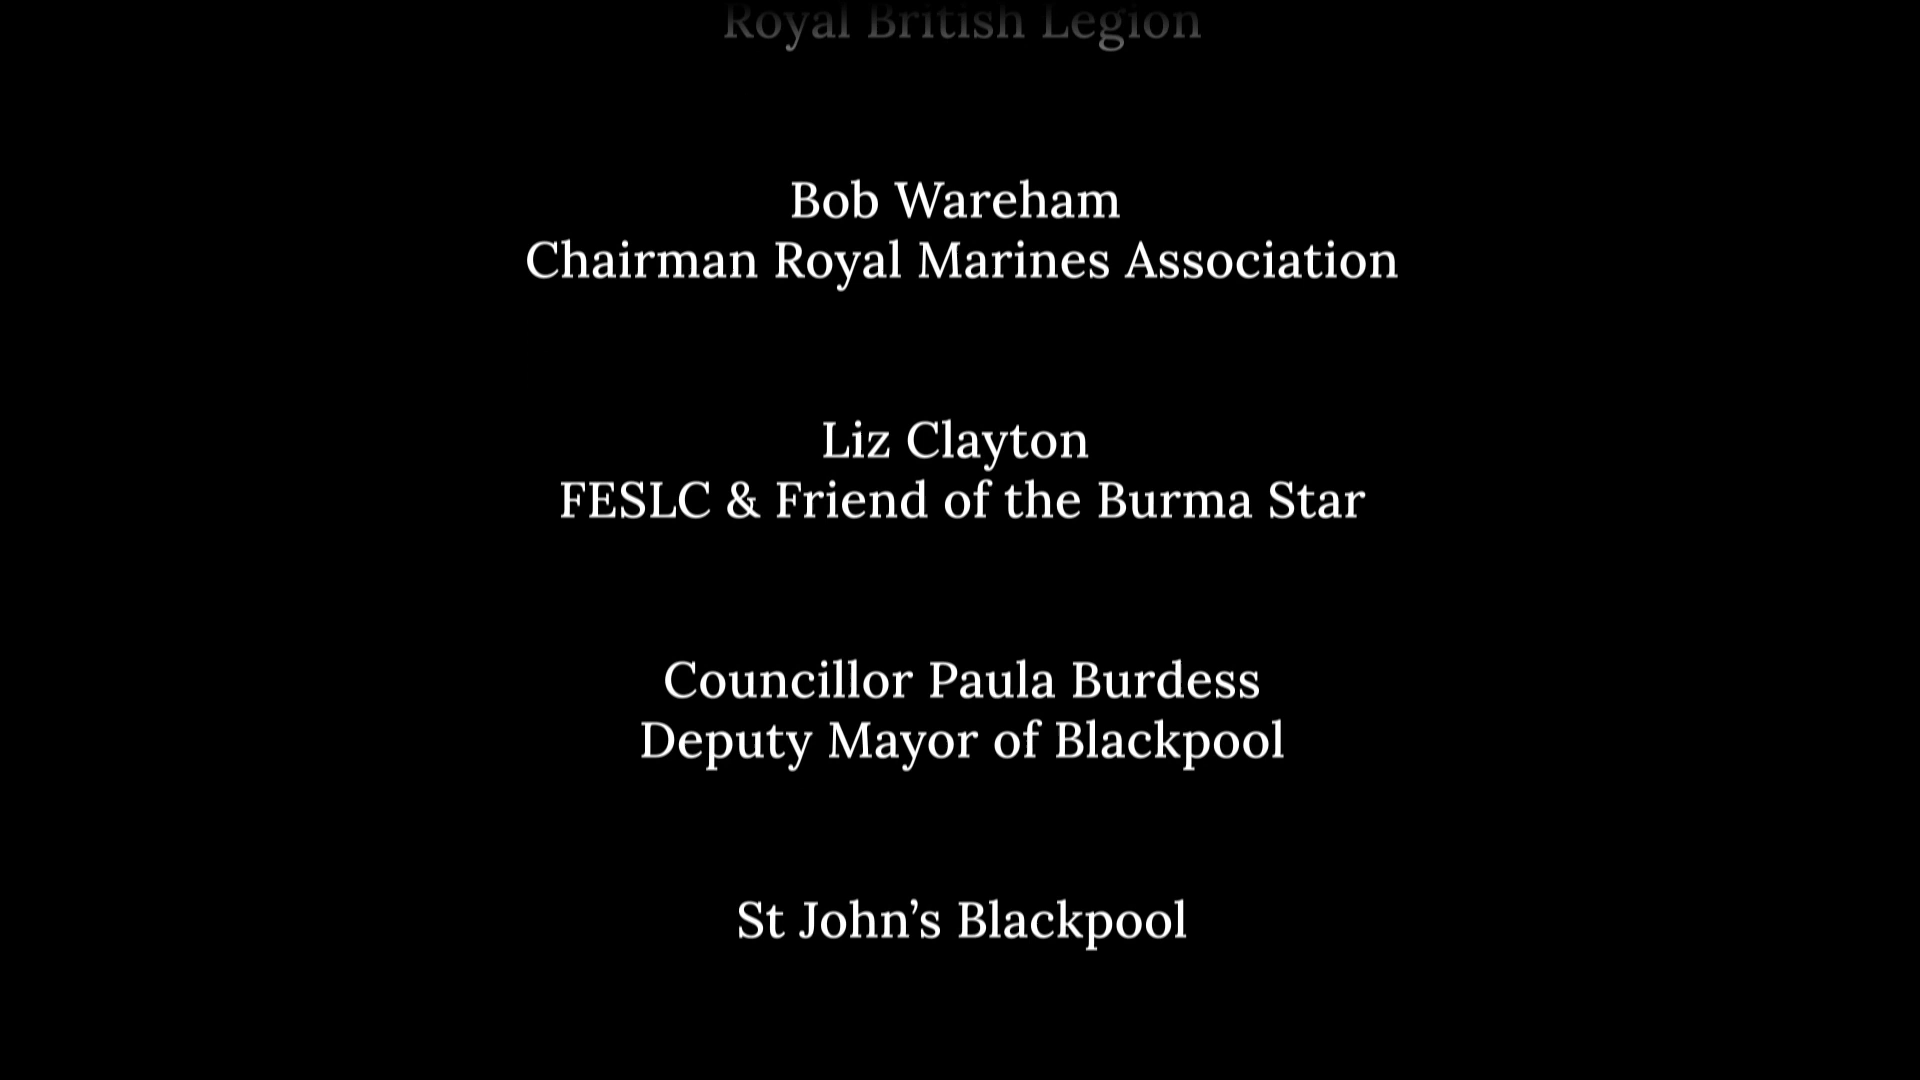 Royal British Legion
Bob Wareham
Chairman Royal Marines Association
Liz Clayton
FESLC & Friend of the Burma Star
Councillor Paula Burdess
Deputy Mayor of Blackpool
St John’s Blackpool